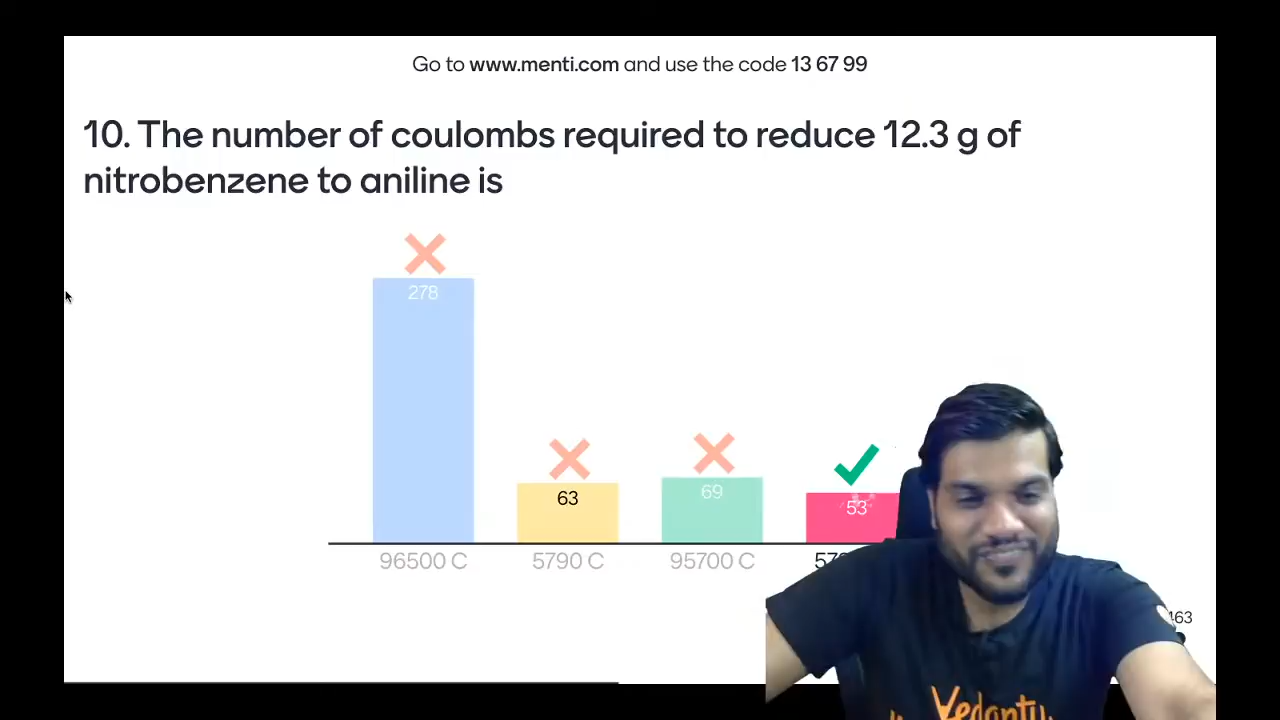 Go to www.menti.com and use the code 13 67 99
10. The number of coulombs required to reduce 12.3 g of
nitrobenzene to aniline is
278
63
69
53
96500 C
5790 C
95700 C